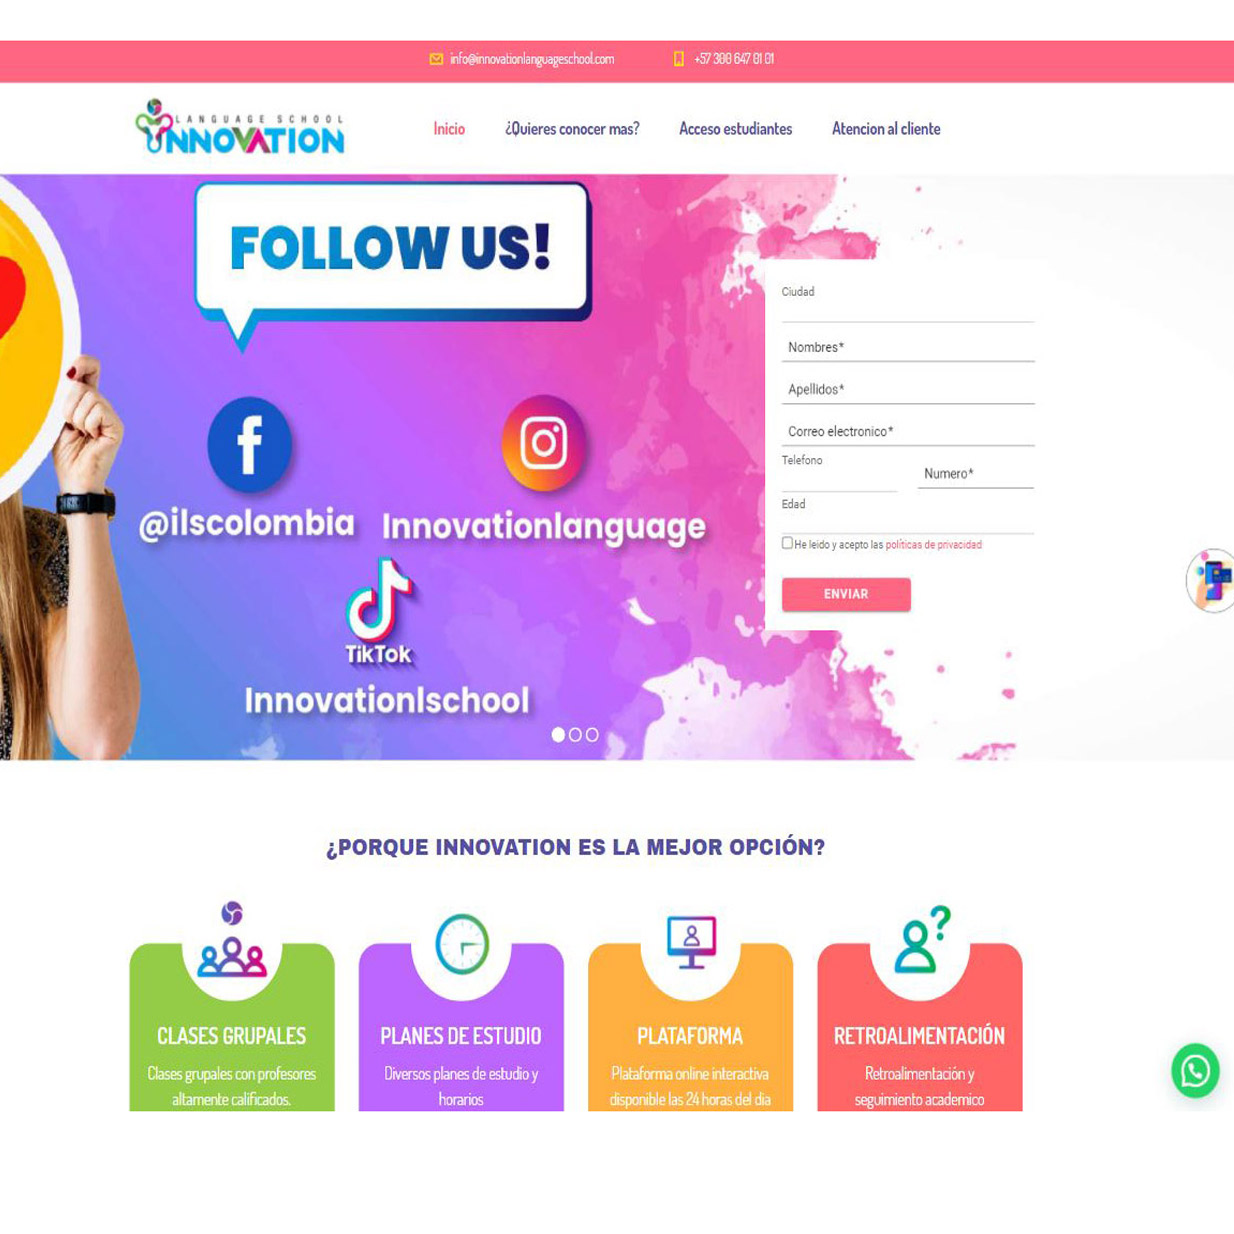 info@innovationlanguageschool.com
+57 300 647 01 01
LANGUAGE SCHOOL
INNOVATION
Inicio
¿Quieres conocer mas?
Acceso estudiantes
Atencion al cliente
FOLLOW US!
@ilscolombia
Innovationlanguage
TikTok
Innovationlschool
Ciudad
Nombres*
Apellidos*
Correo electronico*
Telefono
Numero*
Edad
He leido y acepto las políticas de privacidad
ENVIAR
¿PORQUE INNOVATION ES LA MEJOR OPCIÓN?
CLASES GRUPALES
Clases grupales con profesores
altamente calificados.
PLANES DE ESTUDIO
Diversos planes de estudio y
horarios
PLATAFORMA
Plataforma online interactiva
disponible las 24 horas del dia
RETROALIMENTACIÓN
Retroalimentación y
seguimiento academico